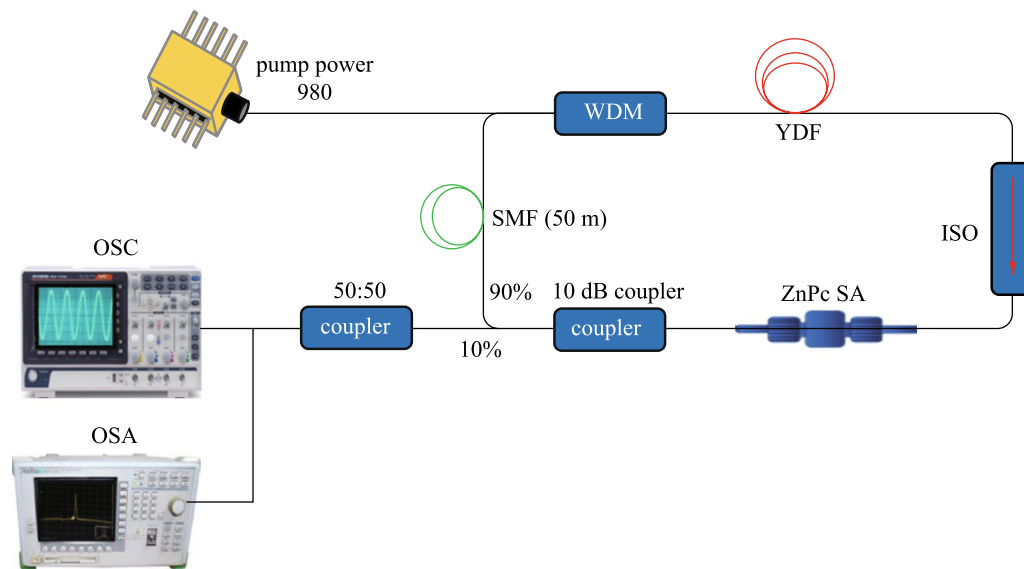 pump power
980
WDM
YDF
SMF (50 m)
ISO
OSC
50:50
coupler
90%
10%
10 dB coupler
coupler
ZnPc SA
OSA